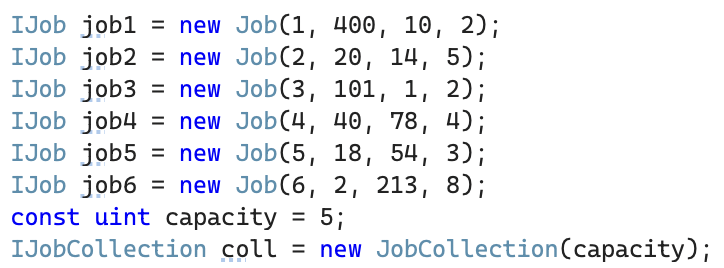 IJob job1 = new Job(1, 400, 10, 2);
IJob job2 = new Job(2, 20, 14, 5);
IJob job3 = new Job(3, 101, 1, 2);
IJob job4 = new Job(4, 40, 78, 4);
IJob job5 = new Job(5, 18, 54, 3);
IJob job6 = new Job(6, 2, 213, 8);
const uint capacity = 5;
IJobCollection coll = new JobCollection(capacity);